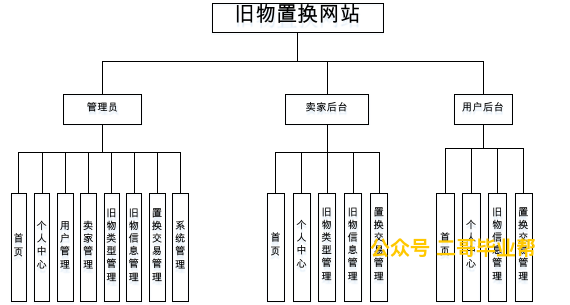 旧物置换网站
管理员
卖家后台
用户后台
首页
个人中心
用户管理
卖家管理
旧物类型管理
旧物信息管理
置换交易管理
系统管理
首页
个人中心
旧物类型管理
旧物信息管理
置换交易管理
首页
个人中心
旧物信息管理
置换交易管理
公众号 二哥毕业帮